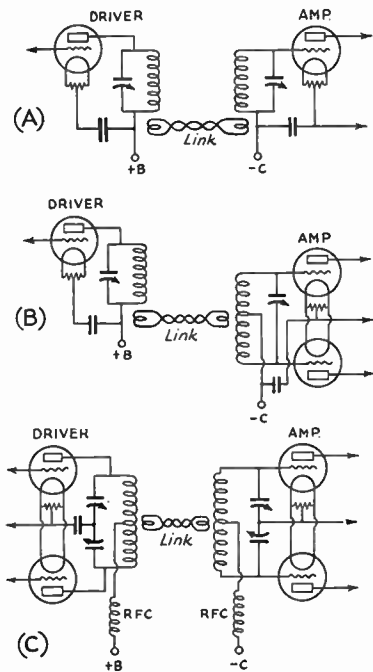 DRIVER
AMP.
(A)
Link
+B
-C
DRIVER
AMP.
(B)
Link
+B
-C
DRIVER
AMP.
Link
RFC
RFC
(C)
+B
-C